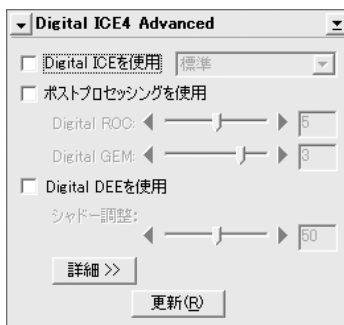 Digital ICE4 Advanced
Digital ICEを使用 標準
ポストプロセッシングを使用
Digital ROC: 5
Digital GEM: 3
Digital DEEを使用
シャドー調整:
50
詳細 >>
更新(R)